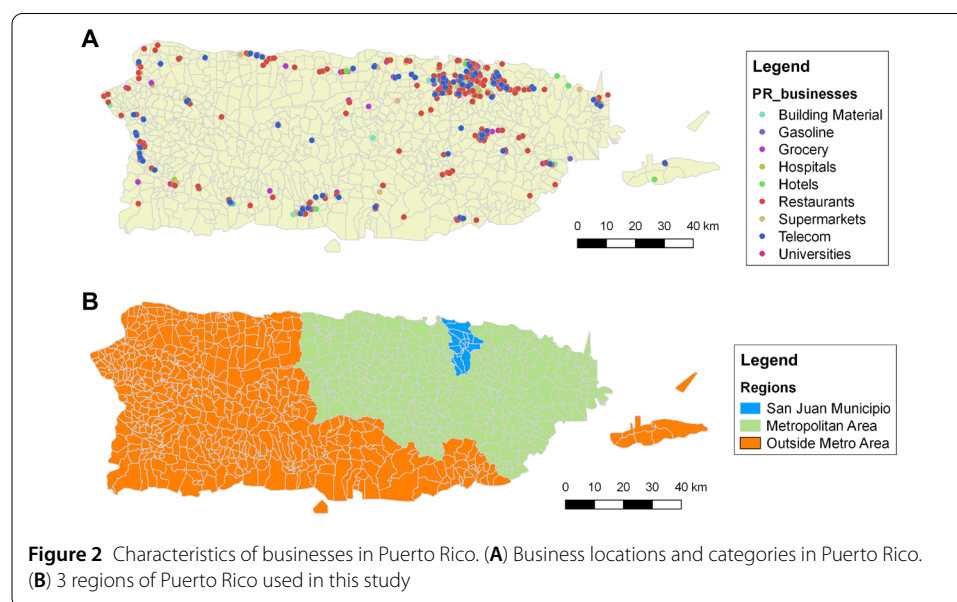 A
Legend
PR_businesses
Building Material
Gasoline
Grocery
Hospitals
Hotels
Restaurants
Supermarkets
Telecom
Universities
0 10 20 30 40 km
B
Legend
Regions
San Juan Municipio
Metropolitan Area
Outside Metro Area
0 10 20 30 40 km
Figure 2 Characteristics of businesses in Puerto Rico. (A) Business locations and categories in Puerto Rico.
(B) 3 regions of Puerto Rico used in this study